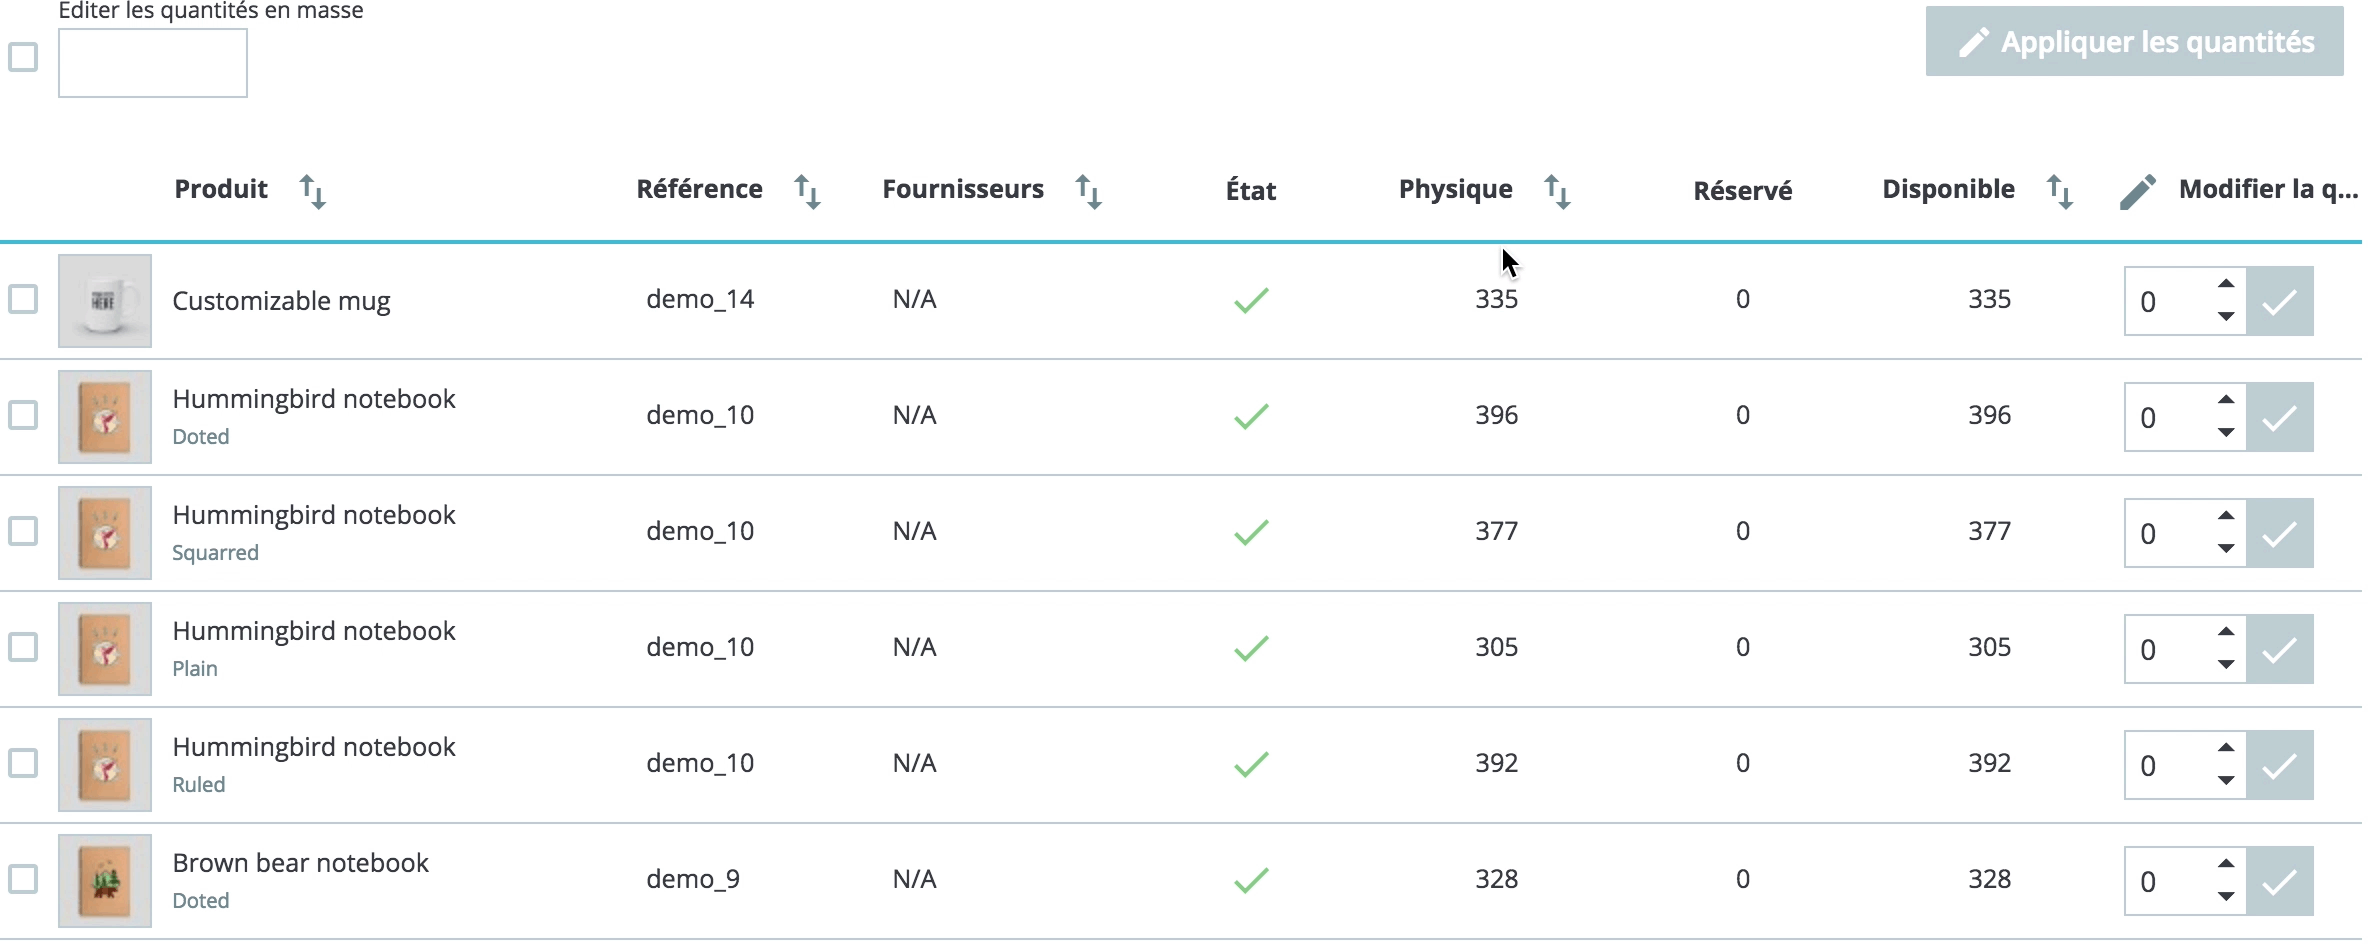 Editer les quantités en masse
Appliquer les quantités
Produit Référence Fournisseurs État Physique Réservé Disponible Modifier la q...
HERE
Customizable mug demo_14 N/A 335 0 335 0
Hummingbird notebook demo_10 N/A 396 0 396 0
Doted
Hummingbird notebook demo_10 N/A 377 0 377 0
Squarred
Hummingbird notebook demo_10 N/A 305 0 305 0
Plain
Hummingbird notebook demo_10 N/A 392 0 392 0
Ruled
Brown bear notebook demo_9 N/A 328 0 328 0
Doted